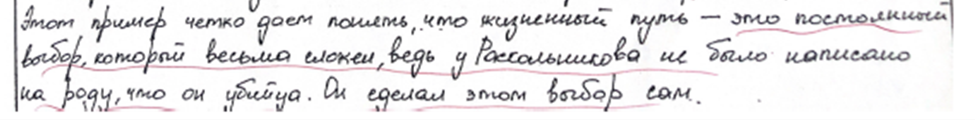 Этот пример четко дает понять, что жизненный путь – это постоянный
выбор, который весьма сложен, ведь у Раскольникова не было написано
на роду, что он убийца. Он сделал этот выбор сам.